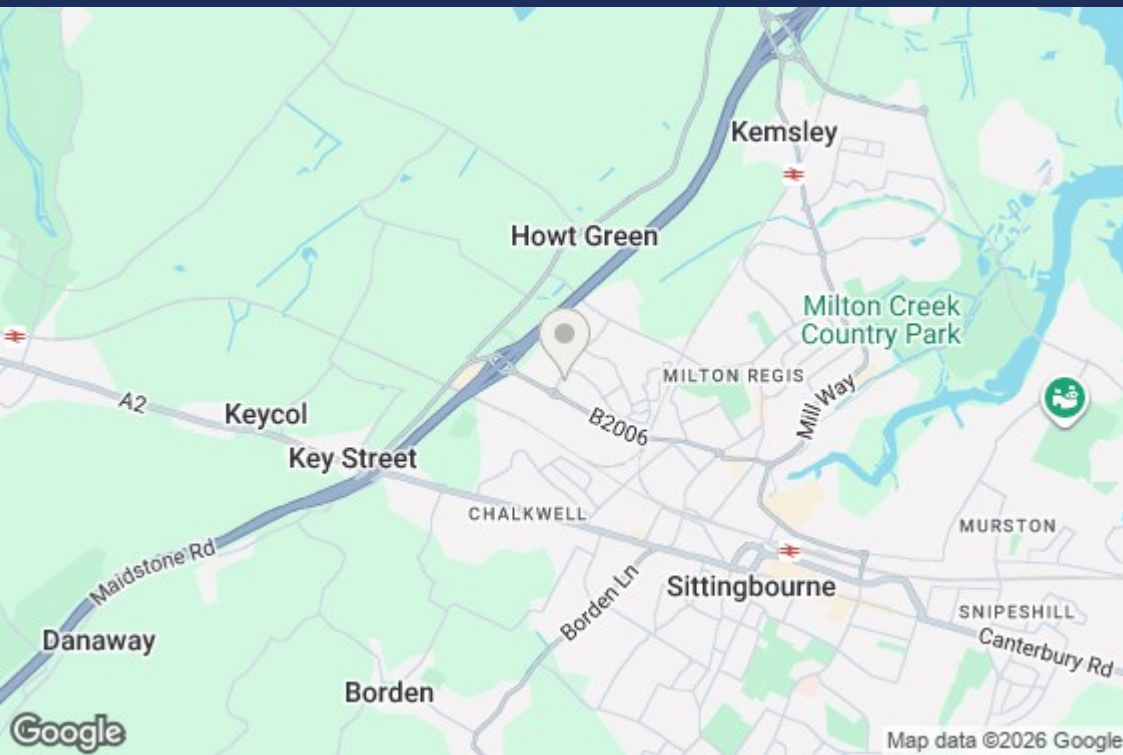 Kemsley
Howt Green
Milton Creek
Country Park
MILTON REGIS
Mill Way
A2
Keycol
B2006
Key Street
CHALKWELL
MURSTON
Maidstone Rd
Borden Ln
Sittingbourne
SNIPESHILL
Canterbury Rd
Danaway
Borden
Google
Map data ©2026 Google